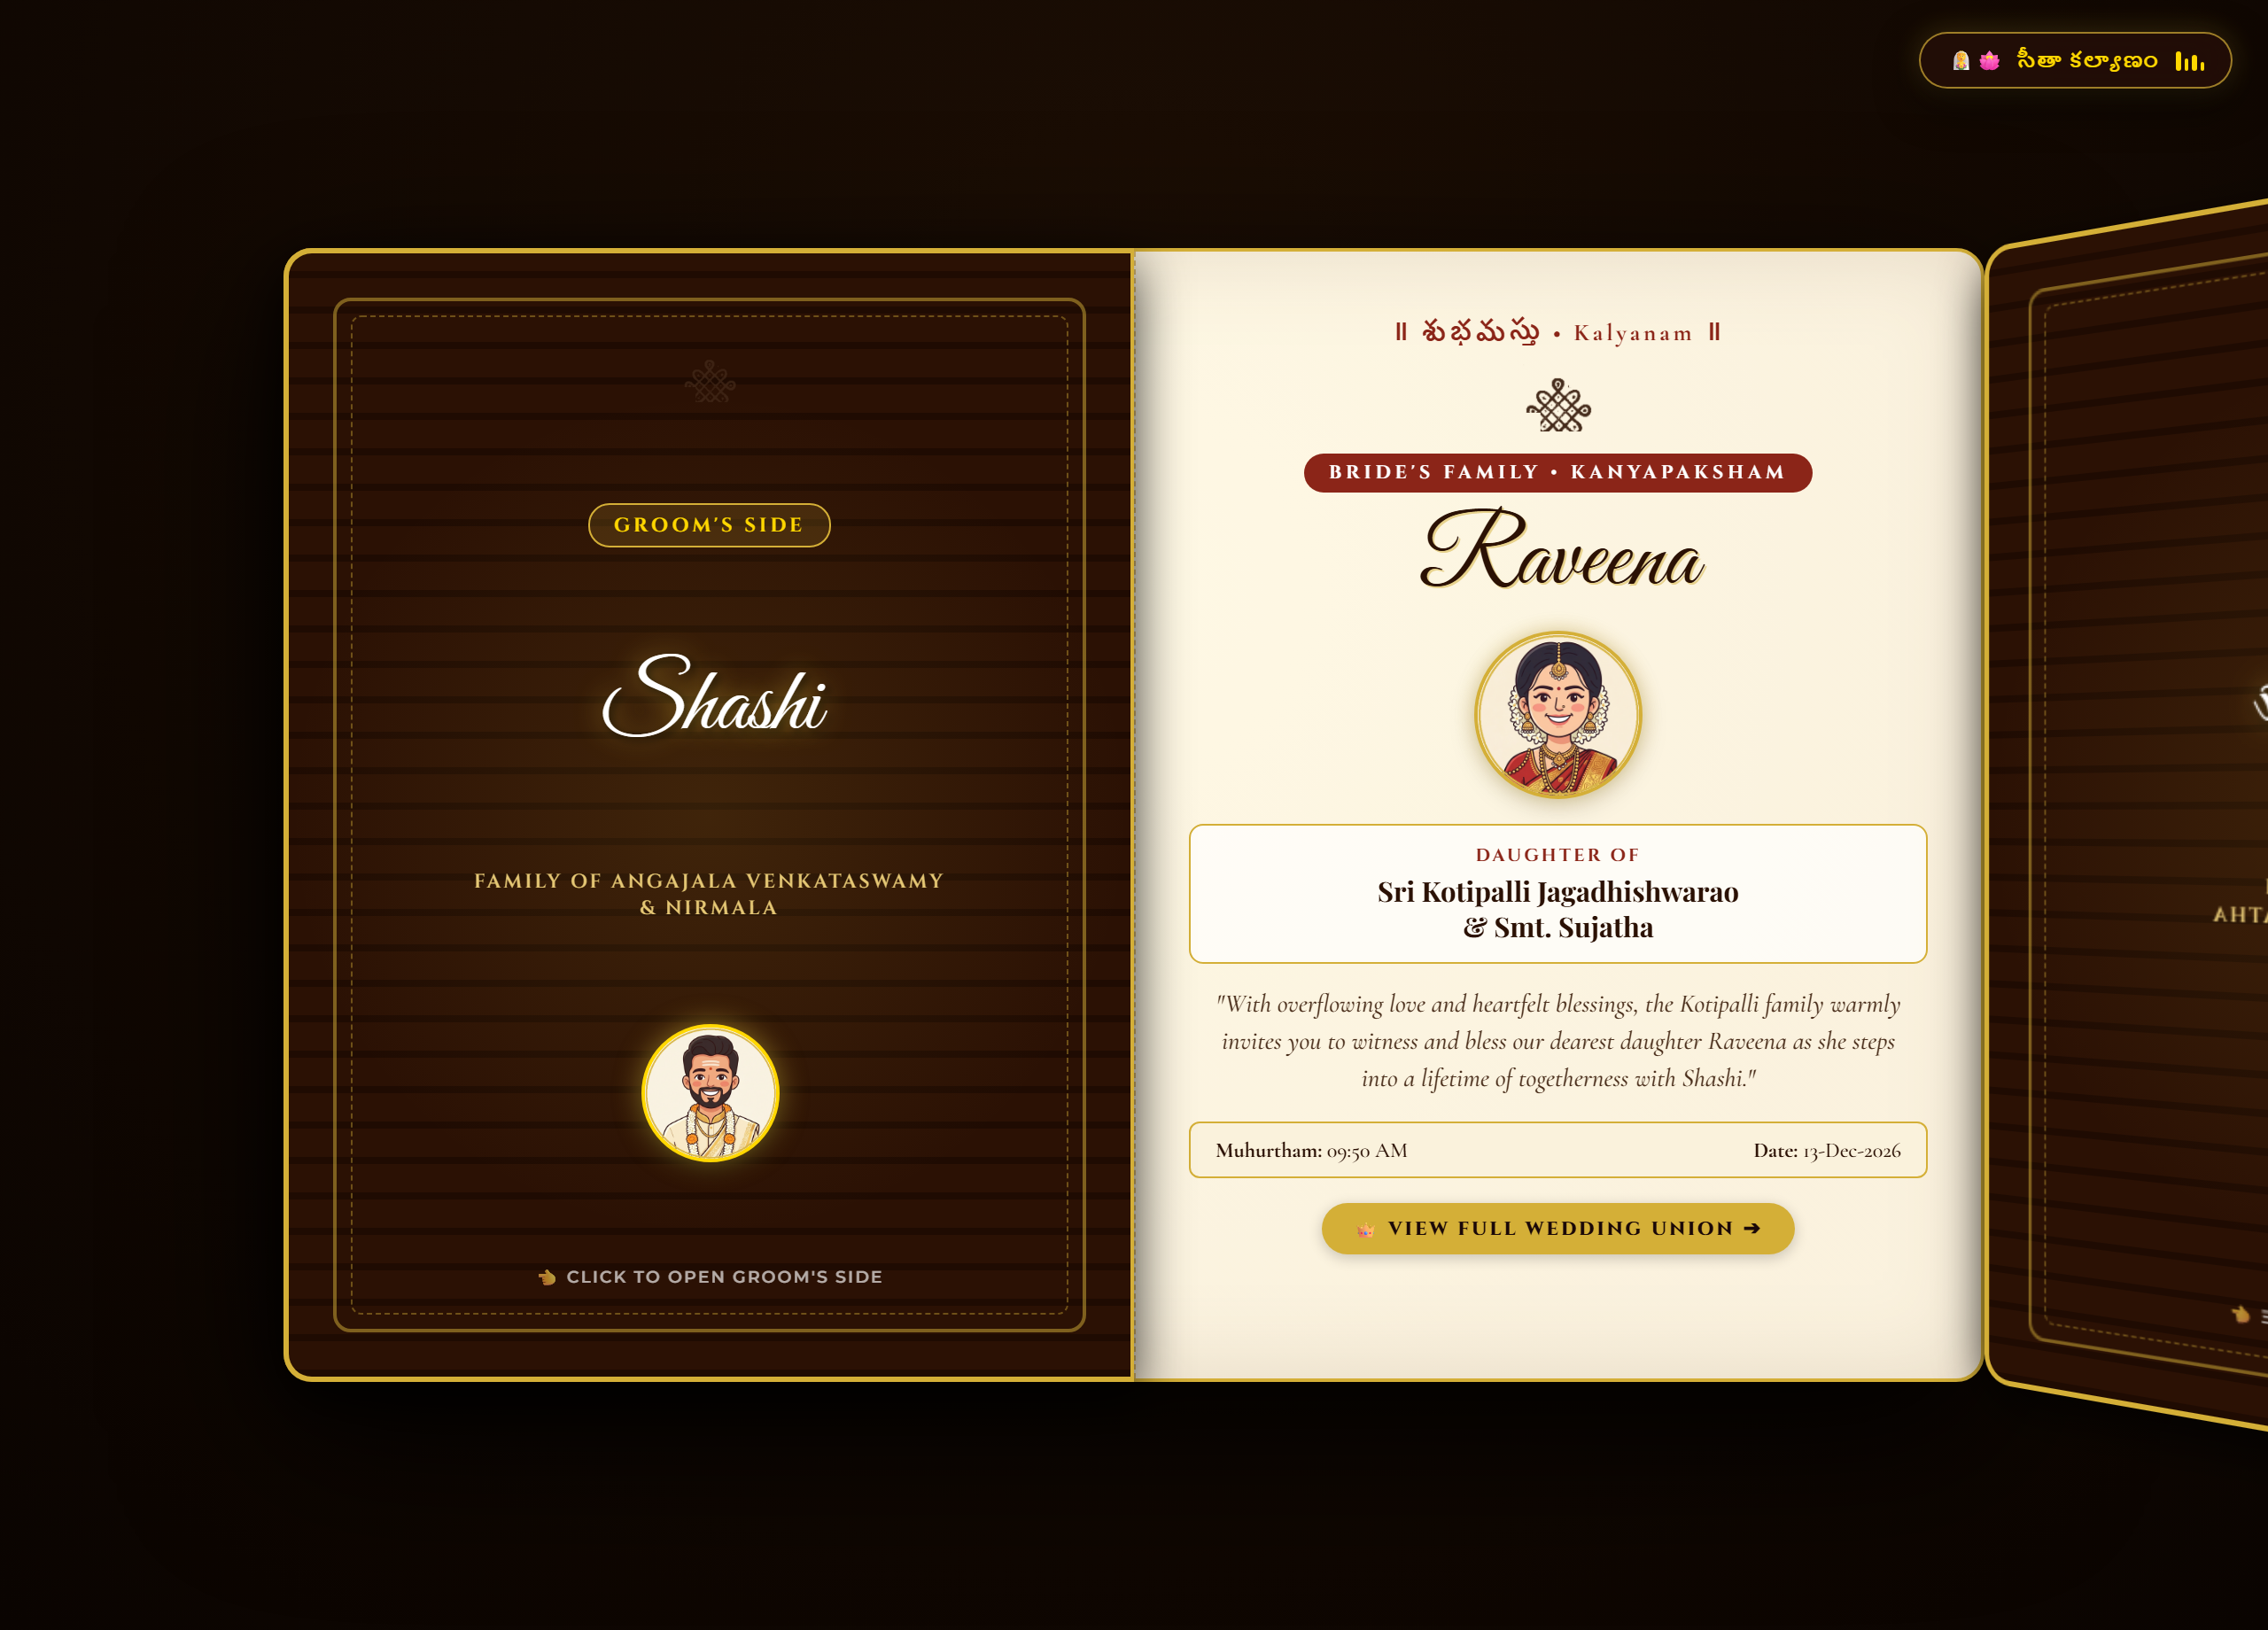 సీతా కల్యాణం
GROOM'S SIDE
Shashi
FAMILY OF ANGAJALA VENKATASWAMY
& NIRMALA
👈 CLICK TO OPEN GROOM'S SIDE
॥ శుభమస్తు • Kalyanam ॥
BRIDE'S FAMILY • KANYAPAKSHAM
Raveena
DAUGHTER OF
Sri Kotipalli Jagadhishwarao
& Smt. Sujatha
"With overflowing love and heartfelt blessings, the Kotipalli family warmly
invites you to witness and bless our dearest daughter Raveena as she steps
into a lifetime of togetherness with Shashi."
Muhurtham: 09:50 AM Date: 13-Dec-2026
👑 VIEW FULL WEDDING UNION ➔